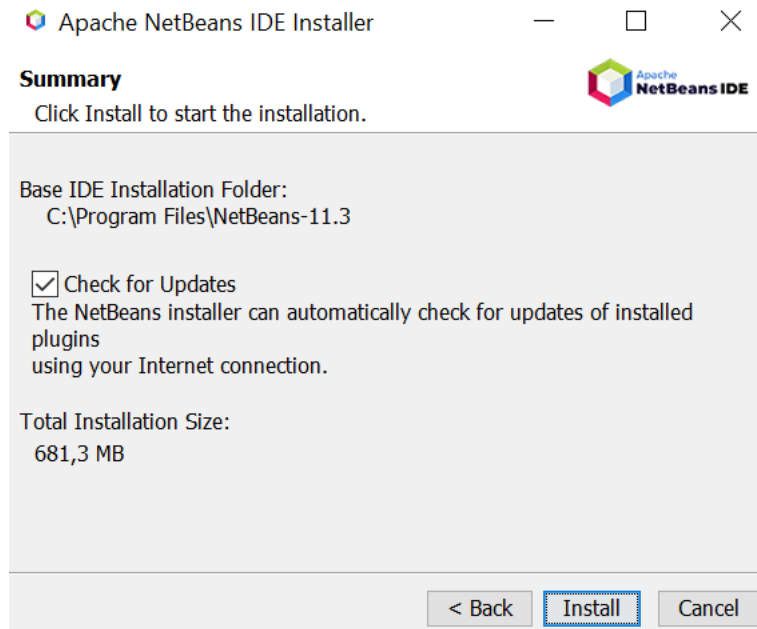 Apache NetBeans IDE Installer
Summary
Apache
NetBeans IDE
Click Install to start the installation.
Base IDE Installation Folder:
C:\Program Files\NetBeans-11.3
Check for Updates
The NetBeans installer can automatically check for updates of installed
plugins
using your Internet connection.
Total Installation Size:
681,3 MB
< Back Install Cancel